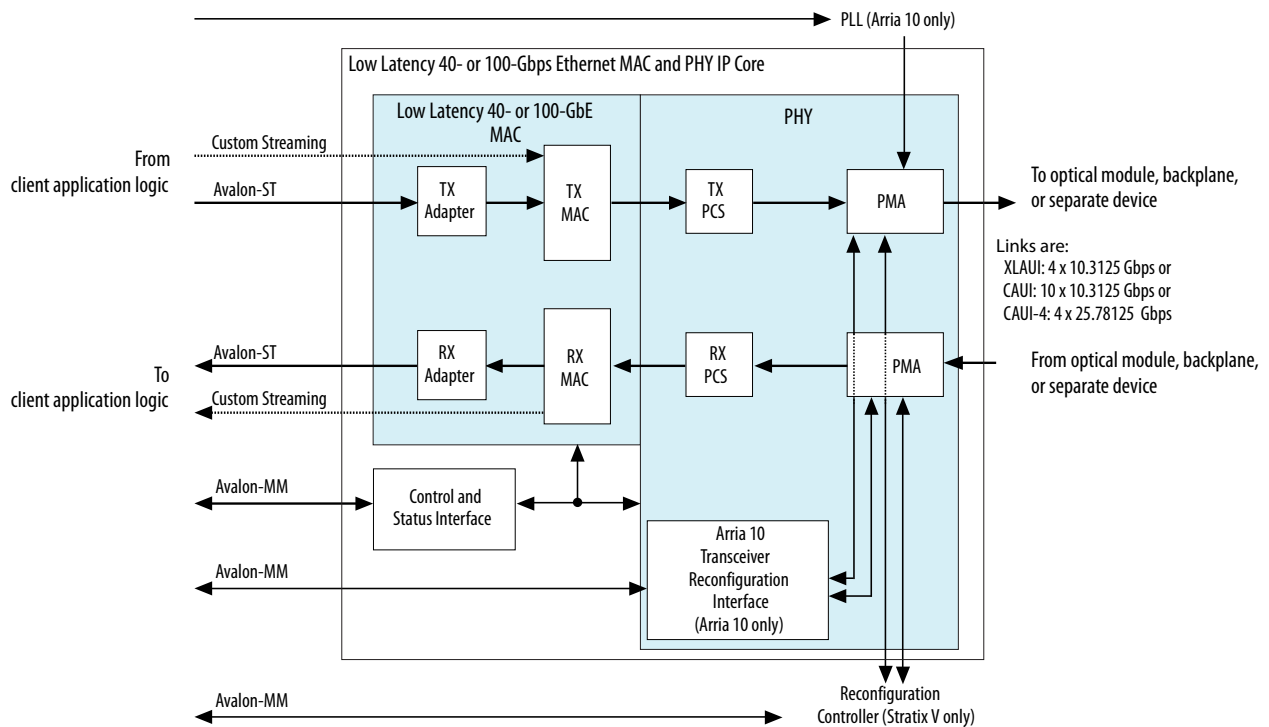 PLL (Arria 10 only)
Low Latency 40- or 100-Gbps Ethernet MAC and PHY IP Core
Low Latency 40- or 100-GbE
MAC
PHY
From
client application logic
Custom Streaming
Avalon-ST
TX
Adapter
TX
MAC
TX
PCS
PMA
To optical module, backplane,
or separate device
Links are:
XLAUI: 4 x 10.3125 Gbps or
CAUI: 10 x 10.3125 Gbps or
CAUI-4: 4 x 25.78125 Gbps
To
client application logic
Avalon-ST
Custom Streaming
RX
Adapter
RX
MAC
RX
PCS
PMA
From optical module, backplane,
or separate device
Avalon-MM
Control and
Status Interface
Avalon-MM
Arria 10
Transceiver
Reconfiguration
Interface
(Arria 10 only)
Avalon-MM
Reconfiguration
Controller (Stratix V only)